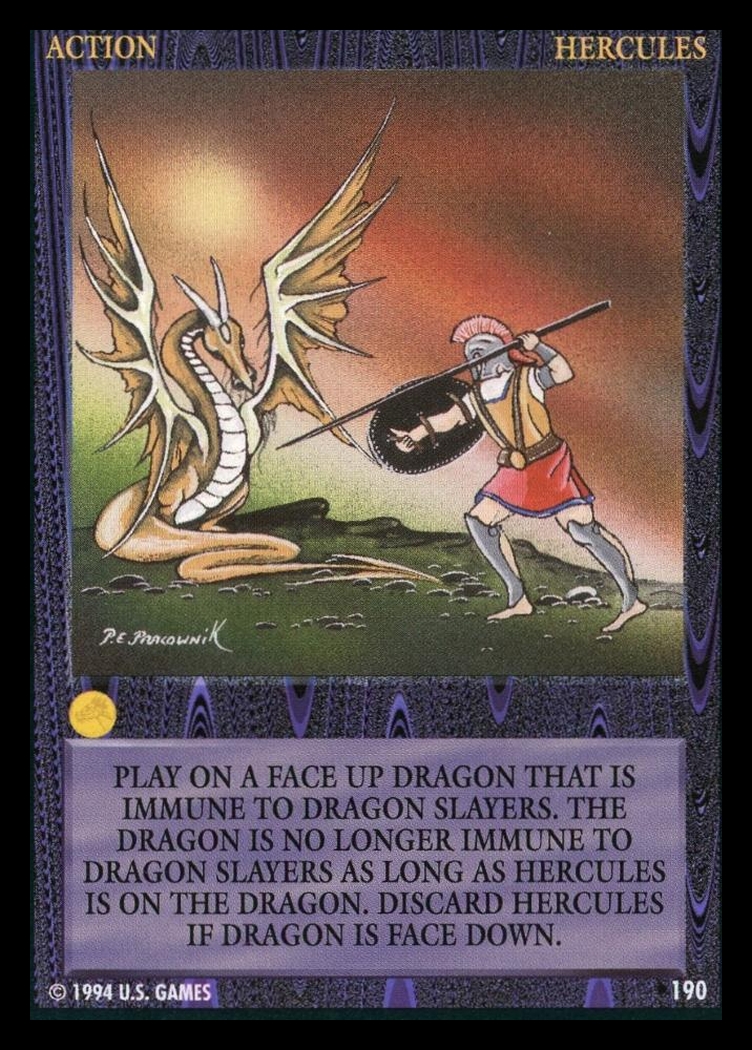 ACTION HERCULES
P.E. PRACOWNIK
PLAY ON A FACE UP DRAGON THAT IS
IMMUNE TO DRAGON SLAYERS. THE
DRAGON IS NO LONGER IMMUNE TO
DRAGON SLAYERS AS LONG AS HERCULES
IS ON THE DRAGON. DISCARD HERCULES
IF DRAGON IS FACE DOWN.
© 1994 U.S. GAMES 190